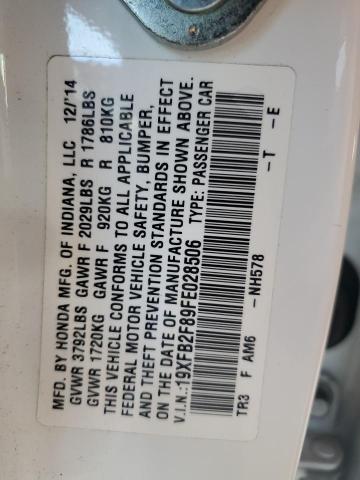 MFD. BY HONDA MFG. OF INDIANA, LLC 12/'14
GVWR 3792LBS GAWR F 2029LBS R 1786LBS
GVWR 1720KG GAWR F 920KG R 810KG
THIS VEHICLE CONFORMS TO ALL APPLICABLE
FEDERAL MOTOR VEHICLE SAFETY, BUMPER,
AND THEFT PREVENTION STANDARDS IN EFFECT
ON THE DATE OF MANUFACTURE SHOWN ABOVE.
V.I.N.:19XFB2F89FE028506 TYPE: PASSENGER CAR
TR3 F AM6 -NH578 -T -E